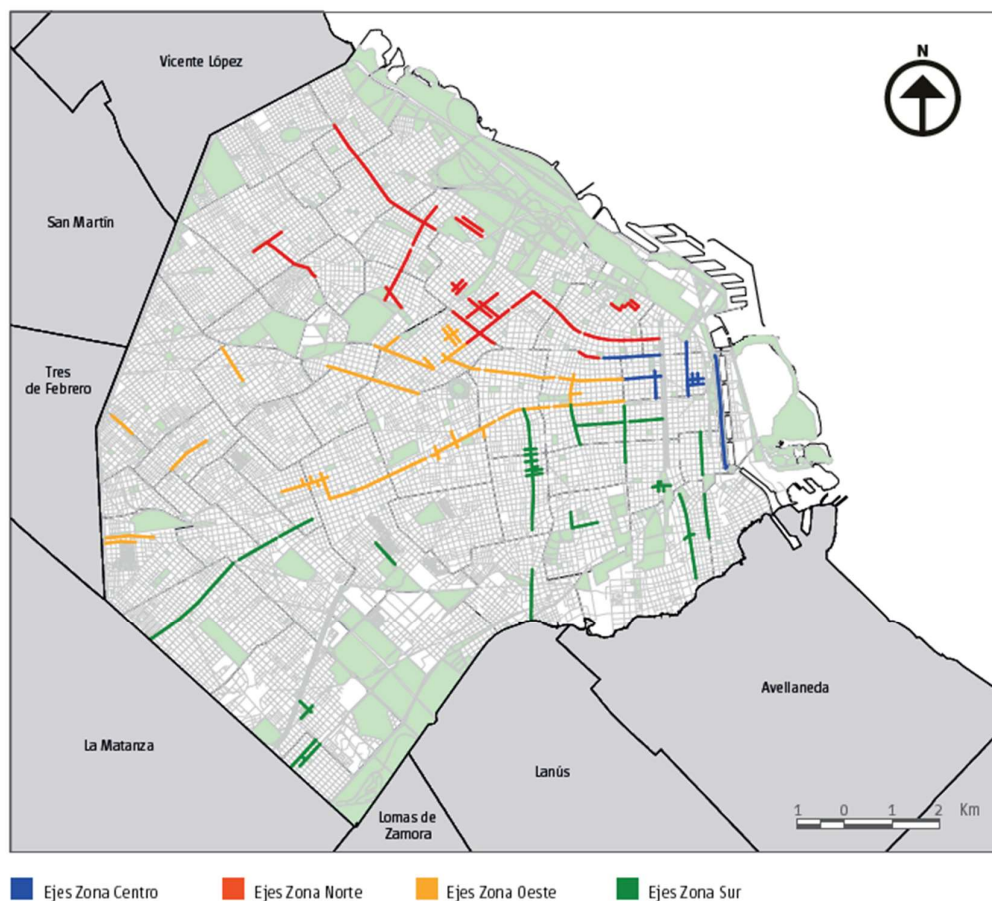 Vicente López
N
San Martín
Tres
de Febrero
La Matanza
Avellaneda
Lanús
Lomas de
Zamora
1 0 1 2 Km
Ejes Zona Centro
Ejes Zona Norte
Ejes Zona Oeste
Ejes Zona Sur